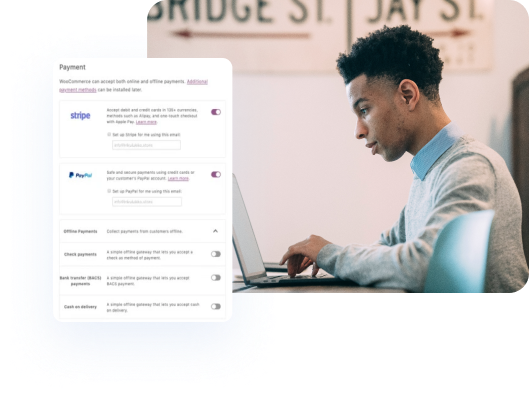 BRIDGE ST. JAY ST.
Payment
WooCommerce can accept both online and offline payments. Additional
payment methods can be installed later.
stripe
Accept debit and credit cards in 135+ currencies,
methods such as Alipay, and one-touch checkout
with Apple Pay. Learn more.
Set up Stripe for me using this email:
PayPal
Safe and secure payments using credit cards or
your customer's PayPal account. Learn more.
Set up PayPal for me using this email:
Offline Payments
Collect payments from customers offline.
Check payments
A simple offline gateway that lets you accept a
check as method of payment.
Bank transfer (BACS)
payments
A simple offline gateway that lets you accept
BACS payment.
Cash on delivery
A simple offline gateway that lets you accept cash
on delivery.